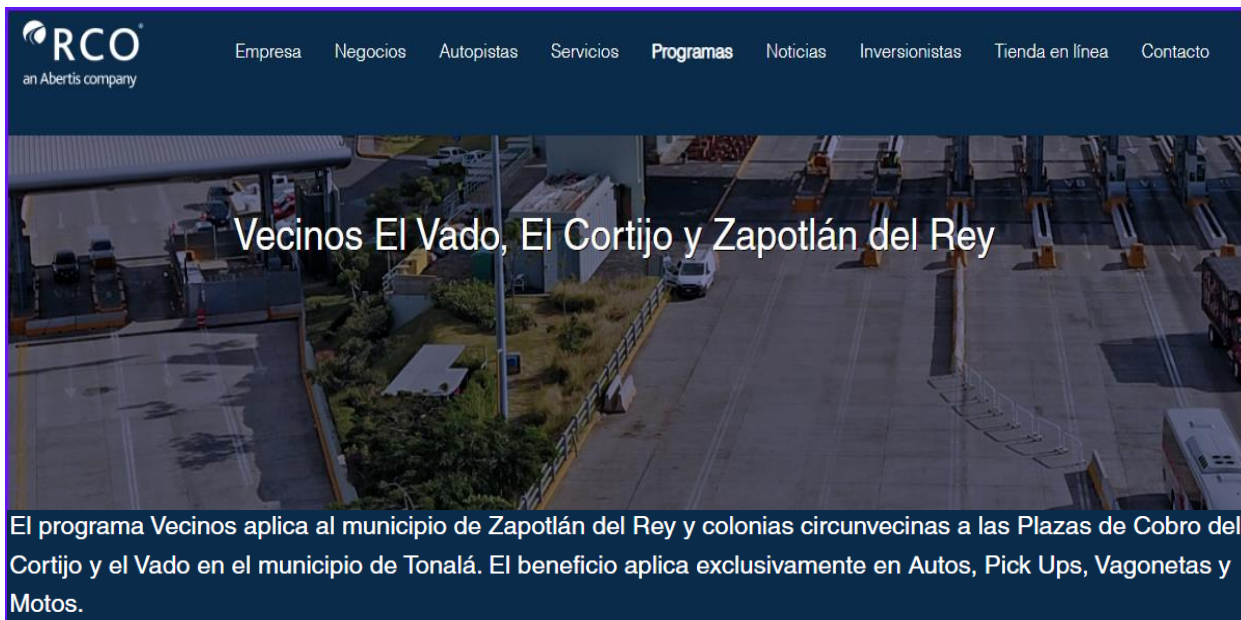 RCO
an Abertis company
Empresa Negocios Autopistas Servicios Programas Noticias Inversionistas Tienda en línea Contacto
Vecinos El Vado, El Cortijo y Zapotlán del Rey
El programa Vecinos aplica al municipio de Zapotlán del Rey y colonias circunvecinas a las Plazas de Cobro del
Cortijo y el Vado en el municipio de Tonalá. El beneficio aplica exclusivamente en Autos, Pick Ups, Vagonetas y
Motos.